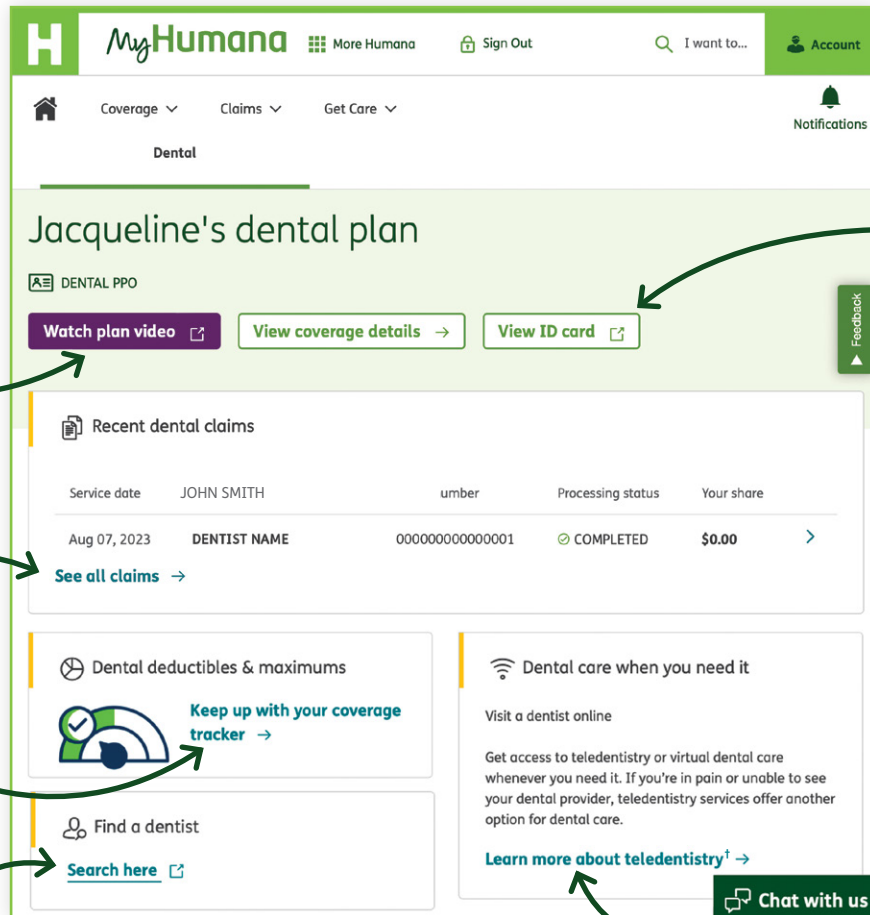 H MyHumana More Humana Sign Out I want to... Account
Coverage Claims Get Care
Notifications
Dental
Jacqueline's dental plan
DENTAL PPO
Watch plan video View coverage details → View ID card
Feedback
Recent dental claims
Service date JOHN SMITH umber Processing status Your share
Aug 07, 2023 DENTIST NAME 000000000000001 COMPLETED $0.00
See all claims →
Dental deductibles & maximums
Keep up with your coverage
tracker →
Find a dentist
Search here
Dental care when you need it
Visit a dentist online
Get access to teledentistry or virtual dental care
whenever you need it. If you're in pain or unable to see
your dental provider, teledentistry services offer another
option for dental care.
Learn more about teledentistry† →
Chat with us